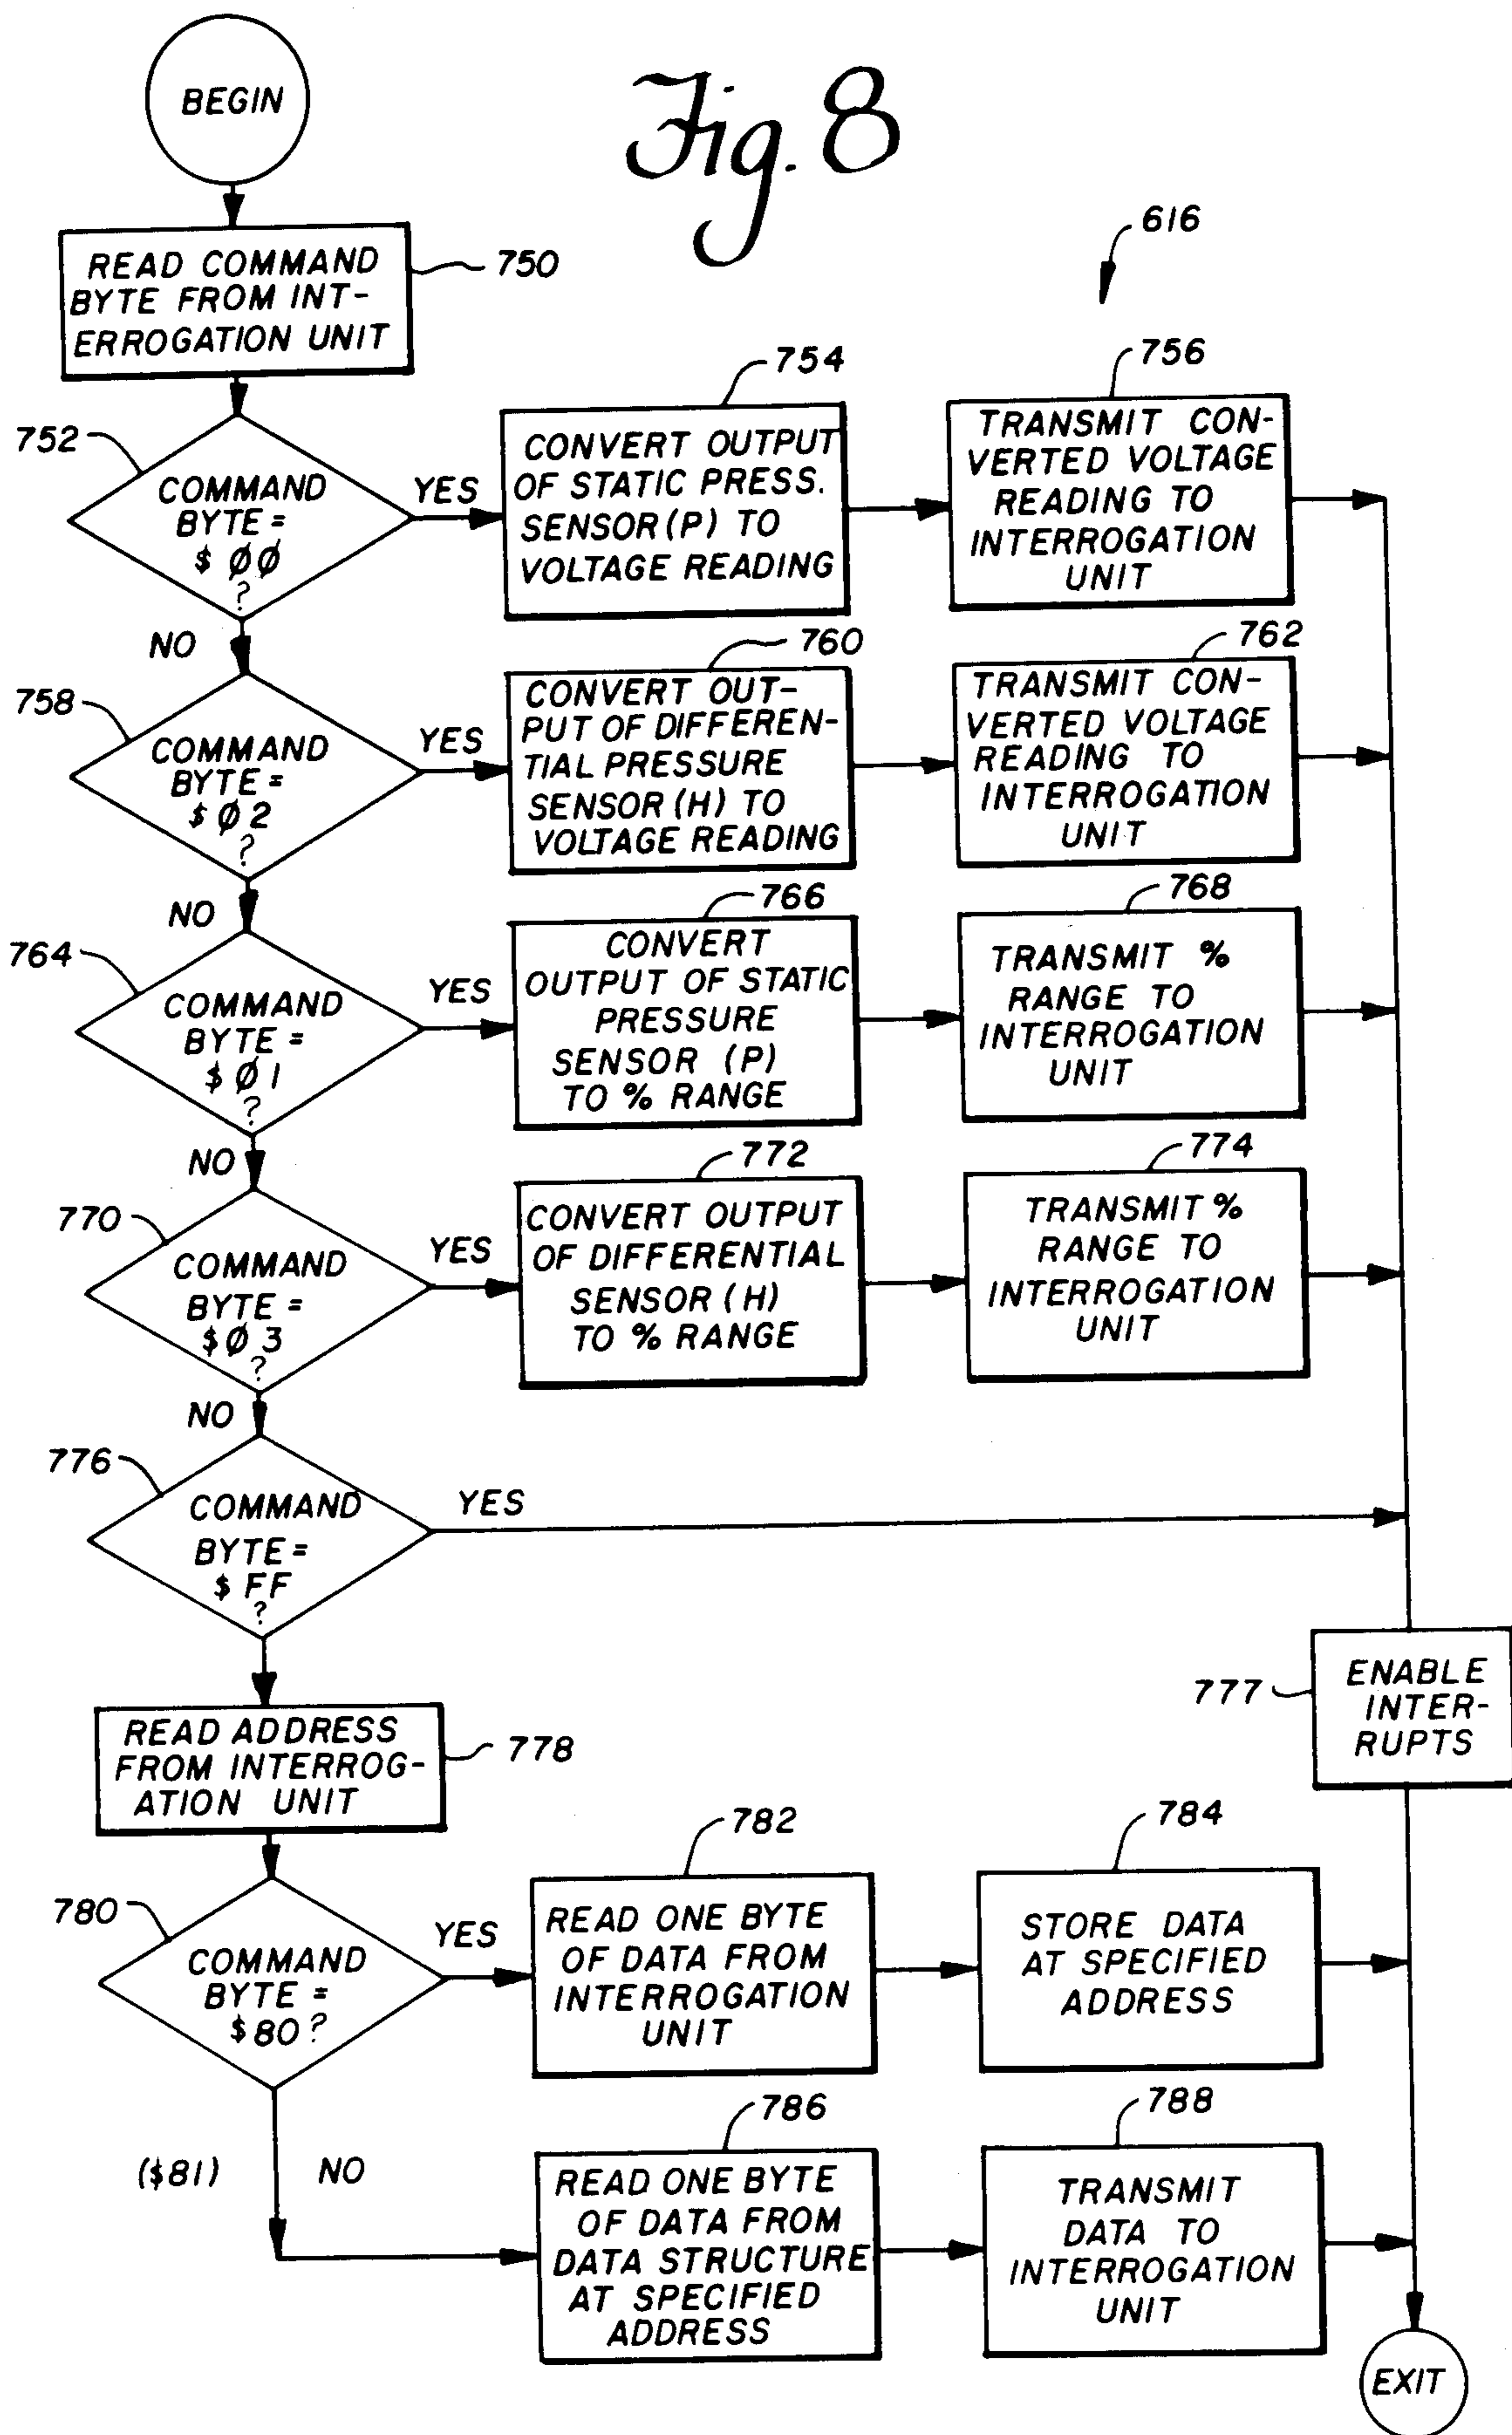 BEGIN
Fig. 8
616
READ COMMAND
BYTE FROM INT-
ERROGATION UNIT
750
752
COMMAND
BYTE =
$ ØØ
?
YES
754
CONVERT OUTPUT
OF STATIC PRESS.
SENSOR (P) TO
VOLTAGE READING
756
TRANSMIT CON-
VERTED VOLTAGE
READING TO
INTERROGATION
UNIT
NO
758
COMMAND
BYTE =
$ Ø2
?
YES
760
CONVERT OUT-
PUT OF DIFFEREN-
TIAL PRESSURE
SENSOR (H) TO
VOLTAGE READING
762
TRANSMIT CON-
VERTED VOLTAGE
READING TO
INTERROGATION
UNIT
NO
764
COMMAND
BYTE =
$ Ø1
?
YES
766
CONVERT
OUTPUT OF STATIC
PRESSURE
SENSOR (P)
TO % RANGE
768
TRANSMIT %
RANGE TO
INTERROGATION
UNIT
NO
770
COMMAND
BYTE =
$ Ø3
?
YES
772
CONVERT OUTPUT
OF DIFFERENTIAL
SENSOR (H)
TO % RANGE
774
TRANSMIT %
RANGE TO
INTERROGATION
UNIT
NO
776
COMMAND
BYTE =
$ FF
?
YES
777
ENABLE
INTER-
RUPTS
READ ADDRESS
FROM INTERROG-
ATION UNIT
778
780
COMMAND
BYTE =
$80?
YES
782
READ ONE BYTE
OF DATA FROM
INTERROGATION
UNIT
784
STORE DATA
AT SPECIFIED
ADDRESS
($81)
NO
786
READ ONE BYTE
OF DATA FROM
DATA STRUCTURE
AT SPECIFIED
ADDRESS
788
TRANSMIT
DATA TO
INTERROGATION
UNIT
EXIT